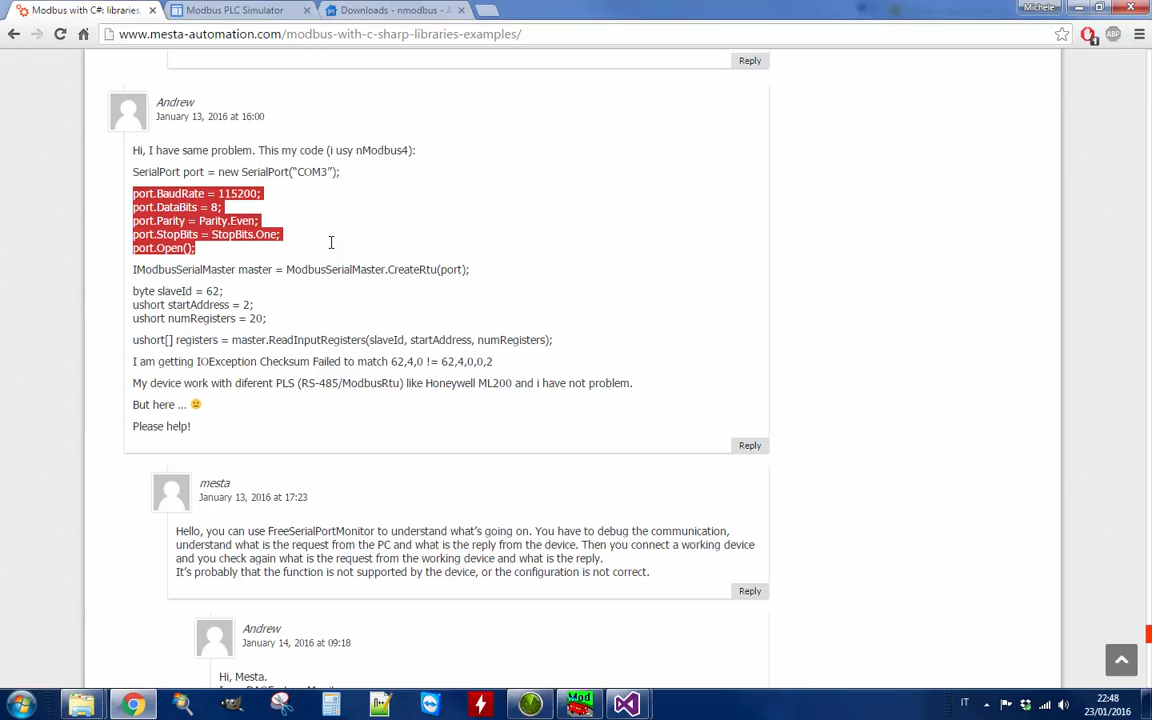 Modbus with C#: libraries,
Modbus PLC Simulator
Downloads - nmodbus - A
Michele
www.mesta-automation.com/modbus-with-c-sharp-libraries-examples/
1
ABP
Reply
Andrew
January 13, 2016 at 16:00
Hi, I have same problem. This my code (i usy nModbus4):
SerialPort port = new SerialPort(“COM3”);
port.BaudRate = 115200;
port.DataBits = 8;
port.Parity = Parity.Even;
port.StopBits = StopBits.One;
port.Open();
IModbusSerialMaster master = ModbusSerialMaster.CreateRtu(port);
byte slaveId = 62;
ushort startAddress = 2;
ushort numRegisters = 20;
ushort[] registers = master.ReadInputRegisters(slaveId, startAddress, numRegisters);
I am getting IOException Checksum Failed to match 62,4,0 != 62,4,0,0,2
My device work with diferent PLS (RS-485/ModbusRtu) like Honeywell ML200 and i have not problem.
But here ...
Please help!
Reply
mesta
January 13, 2016 at 17:23
Hello, you can use FreeSerialPortMonitor to understand what’s going on. You have to debug the communication,
understand what is the request from the PC and what is the reply from the device. Then you connect a working device
and you check again what is the request from the working device and what is the reply.
It’s probably that the function is not supported by the device, or the configuration is not correct.
Reply
Andrew
January 14, 2016 at 09:18
Hi, Mesta.
Mod
IT
22:48
23/01/2016